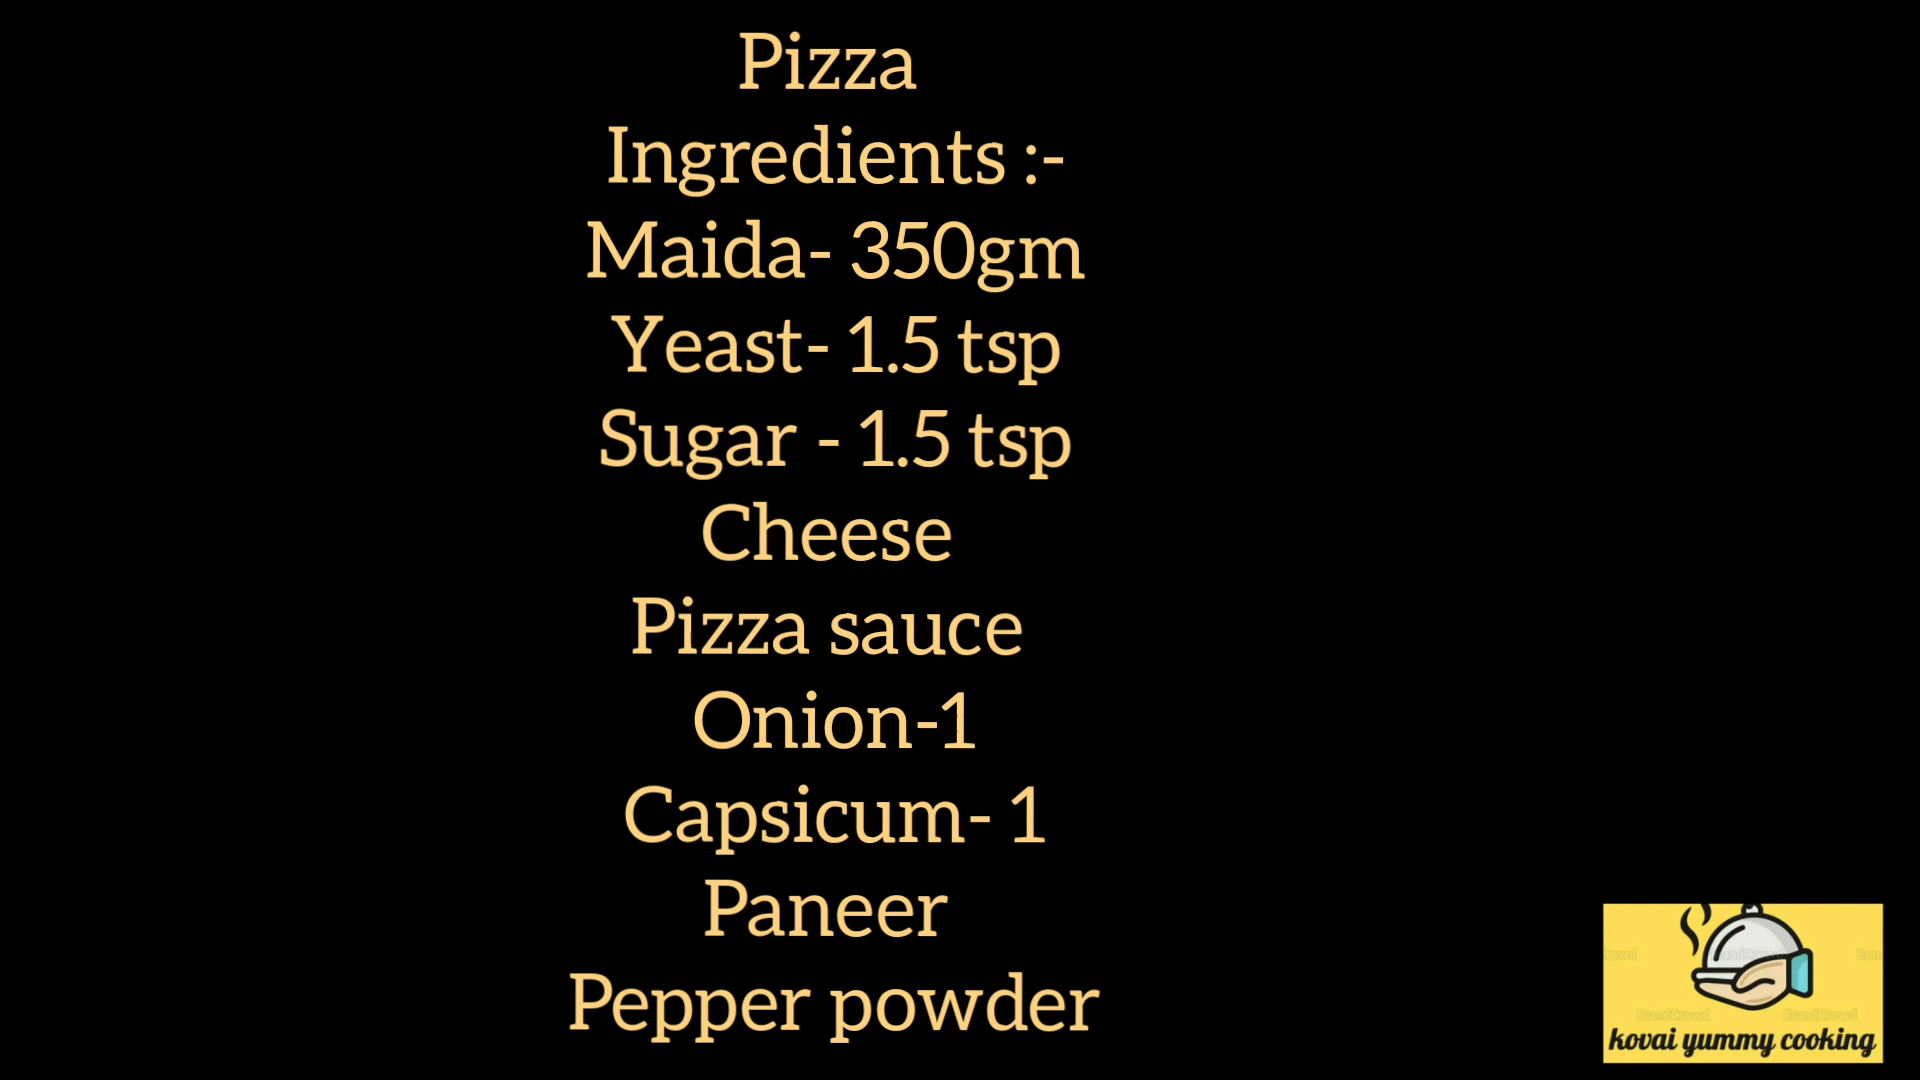 Pizza
Ingredients :-
Maida- 350gm
Yeast- 1.5 tsp
Sugar - 1.5 tsp
Cheese
Pizza sauce
Onion-1
Capsicum- 1
Paneer
Pepper powder
kovai yummy cooking